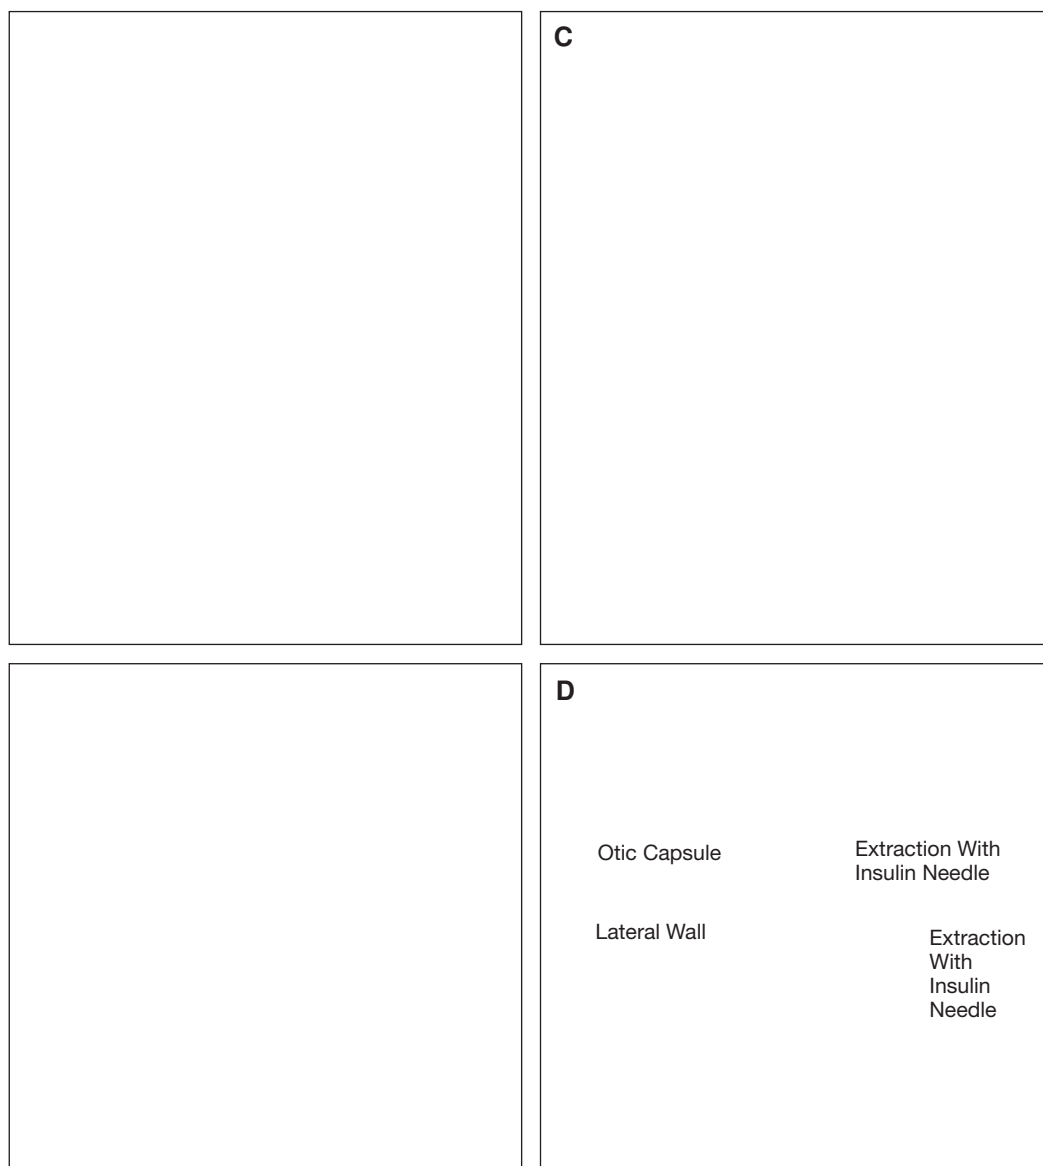 C
D
Otic Capsule
Extraction With
Insulin Needle
Lateral Wall
Extraction
With
Insulin
Needle